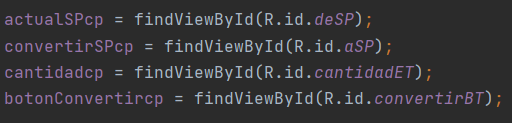 actualSPcp = findViewById(R.id.deSP);
convertirSPcp = findViewById(R.id.aSP);
cantidadcp = findViewById(R.id.cantidadET);
botonConvertircp = findViewById(R.id.convertirBT);